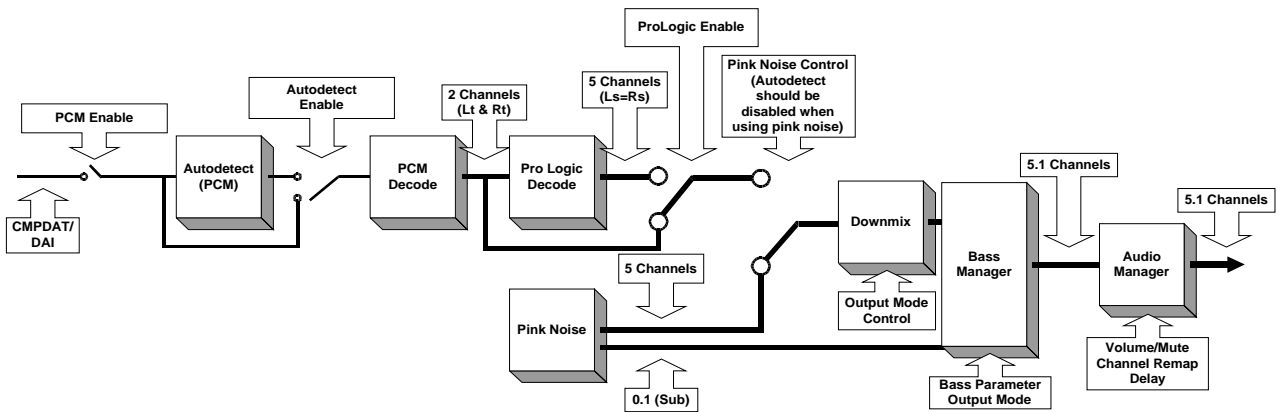 ProLogic Enable
Pink Noise Control
(Autodetect
should be
disabled when
using pink noise)
5 Channels
(Ls=Rs)
2 Channels
(Lt & Rt)
Autodetect
Enable
PCM Enable
Autodetect
(PCM)
PCM
Decode
Pro Logic
Decode
CMPDAT/
DAI
5.1 Channels
5.1 Channels
Downmix
Bass
Manager
Audio
Manager
5 Channels
Output Mode
Control
Pink Noise
Volume/Mute
Channel Remap
Delay
Bass Parameter
Output Mode
0.1 (Sub)